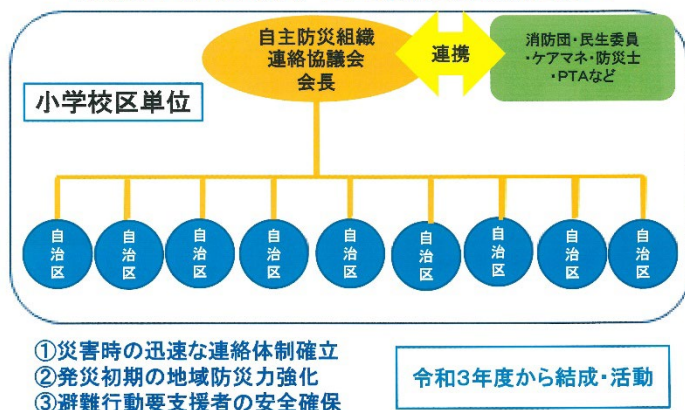 自主防災組織
連絡協議会
会長
連携
消防団・民生委員
・ケアマネ・防災士
・PTAなど
小学校区単位
自治区
自治区
自治区
自治区
自治区
自治区
自治区
自治区
自治区
①災害時の迅速な連絡体制確立
②発災初期の地域防災力強化
③避難行動要支援者の安全確保
令和3年度から結成・活動